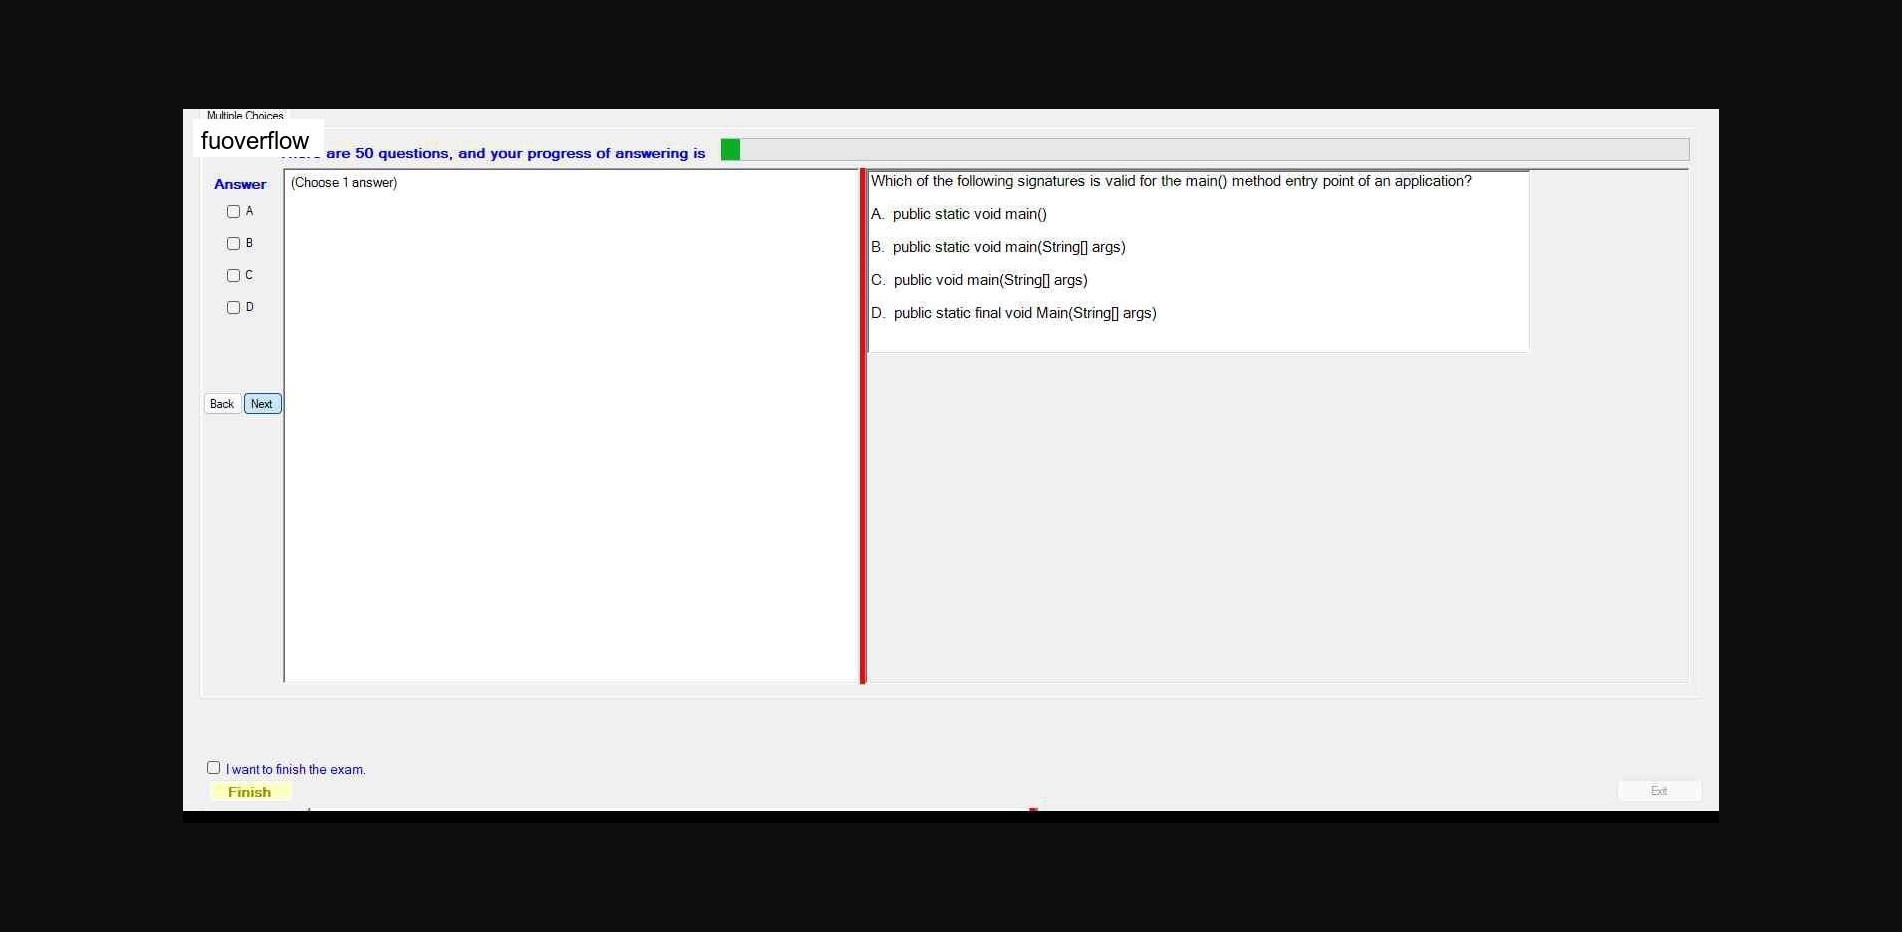 Multiple Choices
fuoverflow
are 50 questions, and your progress of answering is
Answer
(Choose 1 answer)
A
B
C
D
Back Next
Which of the following signatures is valid for the main() method entry point of an application?
A. public static void main()
B. public static void main(String[] args)
C. public void main(String[] args)
D. public static final void Main(String[] args)
I want to finish the exam.
Finish
Exit